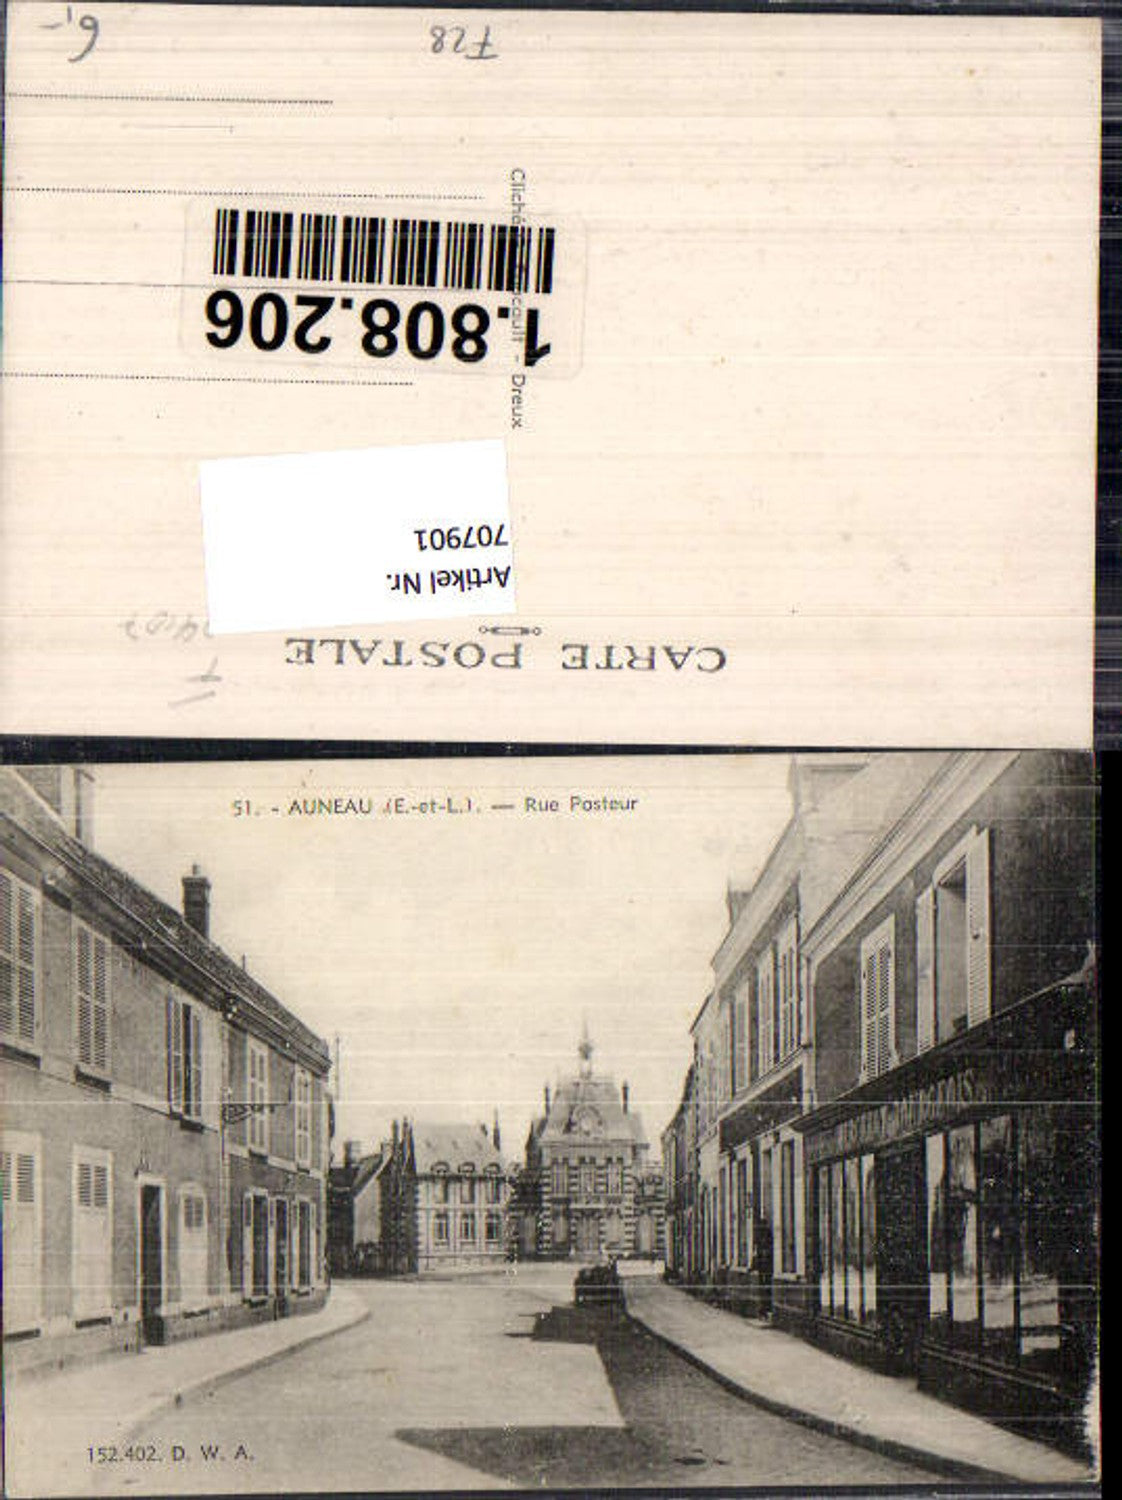 6,-
F28
Cliché
cault - Dreux
1.808.206
707901
Artikel Nr.
CARTE POSTALE
51. - AUNEAU (E.-et-L.). — Rue Pasteur
152.402. D. W. A.